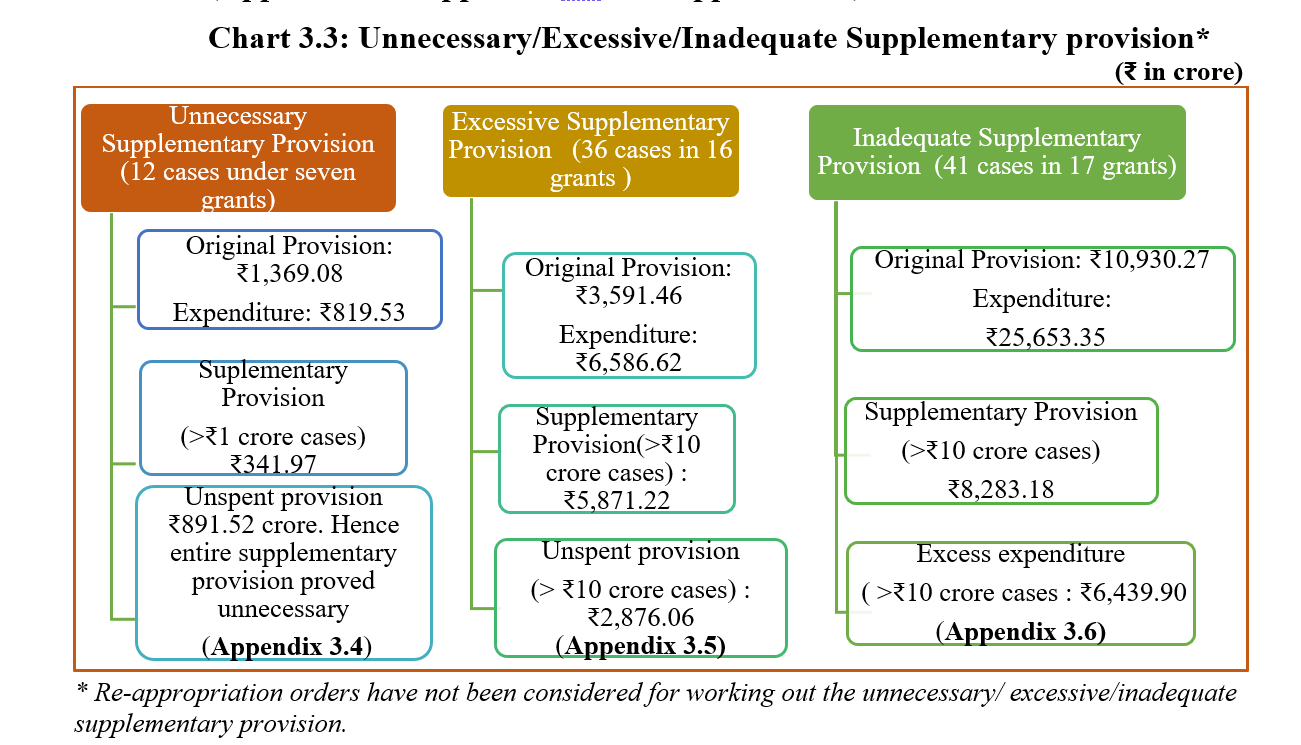 Chart 3.3: Unnecessary/Excessive/Inadequate Supplementary provision*
(₹ in crore)
Unnecessary
Supplementary Provision
(12 cases under seven
grants)
Original Provision:
₹1,369.08
Expenditure: ₹819.53
Suplementary
Provision
(>₹1 crore cases)
₹341.97
Unspent provision
₹891.52 crore. Hence
entire supplementary
provision proved
unnecessary
(Appendix 3.4)
Excessive Supplementary
Provision (36 cases in 16
grants )
Original Provision:
₹3,591.46
Expenditure:
₹6,586.62
Supplementary
Provision(>₹10
crore cases) :
₹5,871.22
Unspent provision
(> ₹10 crore cases) :
₹2,876.06
(Appendix 3.5)
Inadequate Supplementary
Provision (41 cases in 17 grants)
Original Provision: ₹10,930.27
Expenditure:
₹25,653.35
Supplementary Provision
(>₹10 crore cases)
₹8,283.18
Excess expenditure
( >₹10 crore cases : ₹6,439.90
(Appendix 3.6)
* Re-appropriation orders have not been considered for working out the unnecessary/ excessive/inadequate
supplementary provision.